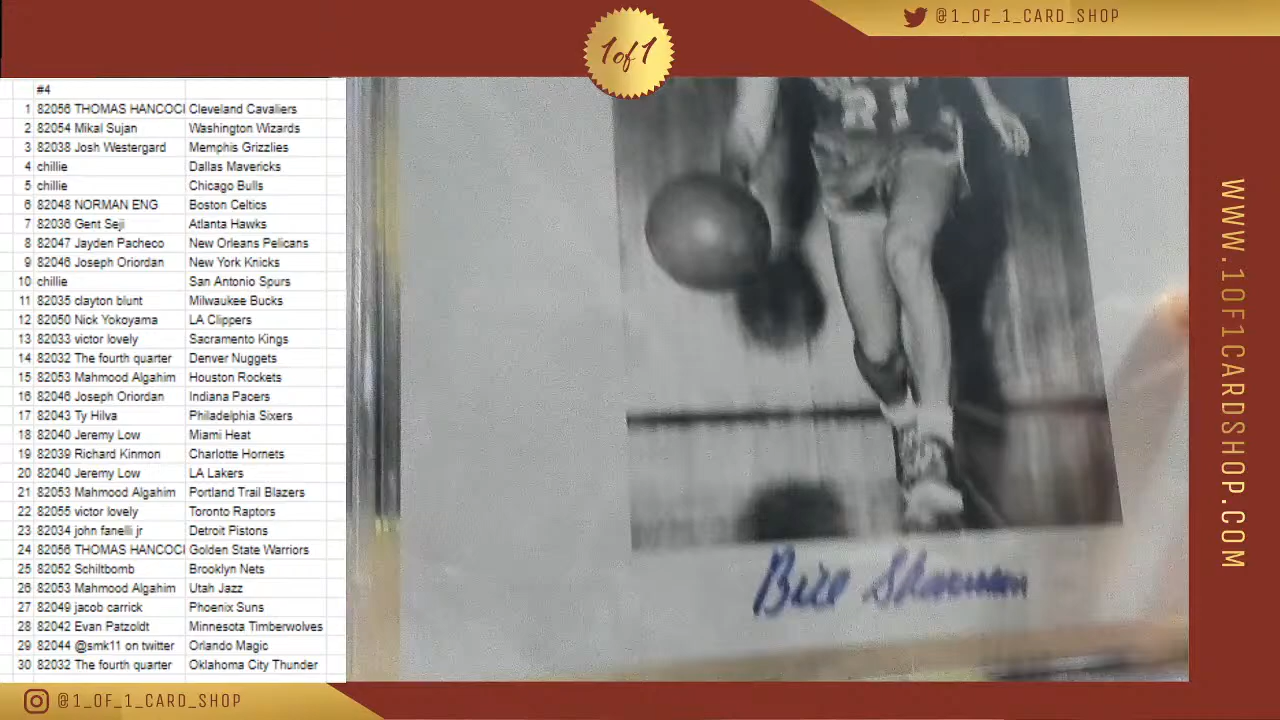 @1_OF_1_CARD_SHOP
1of1
#4
1 82056 THOMAS HANCOCK Cleveland Cavaliers
2 82054 Mikal Sujan Washington Wizards
3 82038 Josh Westergard Memphis Grizzlies
4 chillie Dallas Mavericks
5 chillie Chicago Bulls
6 82048 NORMAN ENG Boston Celtics
7 82036 Gent Seji Atlanta Hawks
8 82047 Jayden Pacheco New Orleans Pelicans
9 82046 Joseph Oriordan New York Knicks
10 chillie San Antonio Spurs
11 82035 clayton blunt Milwaukee Bucks
12 82050 Nick Yokoyama LA Clippers
13 82033 victor lovely Sacramento Kings
14 82032 The fourth quarter Denver Nuggets
15 82053 Mahmood Algahim Houston Rockets
16 82046 Joseph Oriordan Indiana Pacers
17 82043 Ty Hilva Philadelphia Sixers
18 82040 Jeremy Low Miami Heat
19 82039 Richard Kinmon Charlotte Hornets
20 82040 Jeremy Low LA Lakers
21 82053 Mahmood Algahim Portland Trail Blazers
22 82055 victor lovely Toronto Raptors
23 82034 john fanelli jr Detroit Pistons
24 82056 THOMAS HANCOCK Golden State Warriors
25 82052 Schiltbomb Brooklyn Nets
26 82053 Mahmood Algahim Utah Jazz
27 82049 jacob carrick Phoenix Suns
28 82042 Evan Patzoldt Minnesota Timberwolves
29 82044 @smk11 on twitter Orlando Magic
30 82032 The fourth quarter Oklahoma City Thunder
Bill Sharman
WWW.1OF1CARDSHOP.COM
@1_OF_1_CARD_SHOP